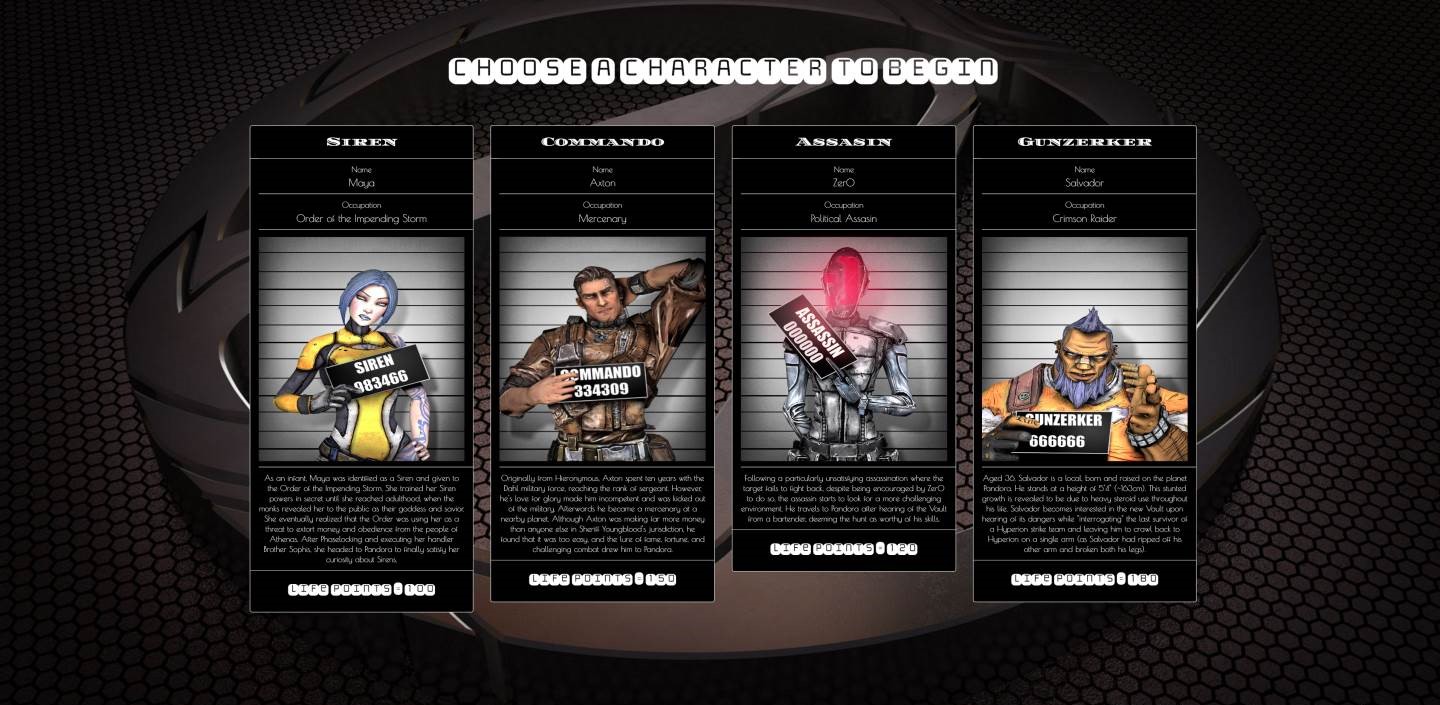 CHOOSE A CHARACTER TO BEGIN
Siren
Name
Maya
Occupation
Order of the Impending Storm
SIREN
983466
As an infant, Maya was identified as a Siren and given to
the Order of the Impending Storm. She trained her Siren
powers in secret until she reached adulthood, when the
monks revealed her to the public as their goddess and savior.
She eventually realized that the Order was using her as a
threat to extort money and obedience from the people of
Athenas. After Phaselocking and executing her handler
Brother Sophis, she headed to Pandora to finally satisfy her
curiosity about Sirens.
LIFE POINTS = 100
Commando
Name
Axton
Occupation
Mercenary
COMMANDO
334309
Originally from Hieronymous, Axton spent ten years with the
Dahl military force, reaching the rank of sergeant. However,
he's love for glory made him incompetent and was kicked out
of the military. Afterwords he became a mercenary at a
nearby planet. Although Axton was making far more money
than anyone else in Sheriff Youngblood's jurisdiction, he
found that it was too easy, and the lure of fame, fortune, and
challenging combat drew him to Pandora.
LIFE POINTS = 150
Assasin
Name
Zer0
Occupation
Political Assasin
ASSASSIN
000000
Following a particularly unsatisfying assassination where the
target fails to fight back, despite being encouraged by Zer0
to do so, the assassin starts to look for a more challenging
environment. He travels to Pandora after hearing of the Vault
from a bartender, deeming the hunt as worthy of his skills.
LIFE POINTS = 120
Gunzerker
Name
Salvador
Occupation
Crimson Raider
GUNZERKER
666666
Aged 36, Salvador is a local, born and raised on the planet
Pandora. He stands at a height of 5'4" (~163cm). This stunted
growth is revealed to be due to heavy steroid use throughout
his life. Salvador becomes interested in the new Vault upon
hearing of its dangers while "interrogating" the last survivor of
a Hyperion strike team and leaving him to crawl back to
Hyperion on a single arm (as Salvador had ripped off his
other arm and broken both his legs).
LIFE POINTS = 180